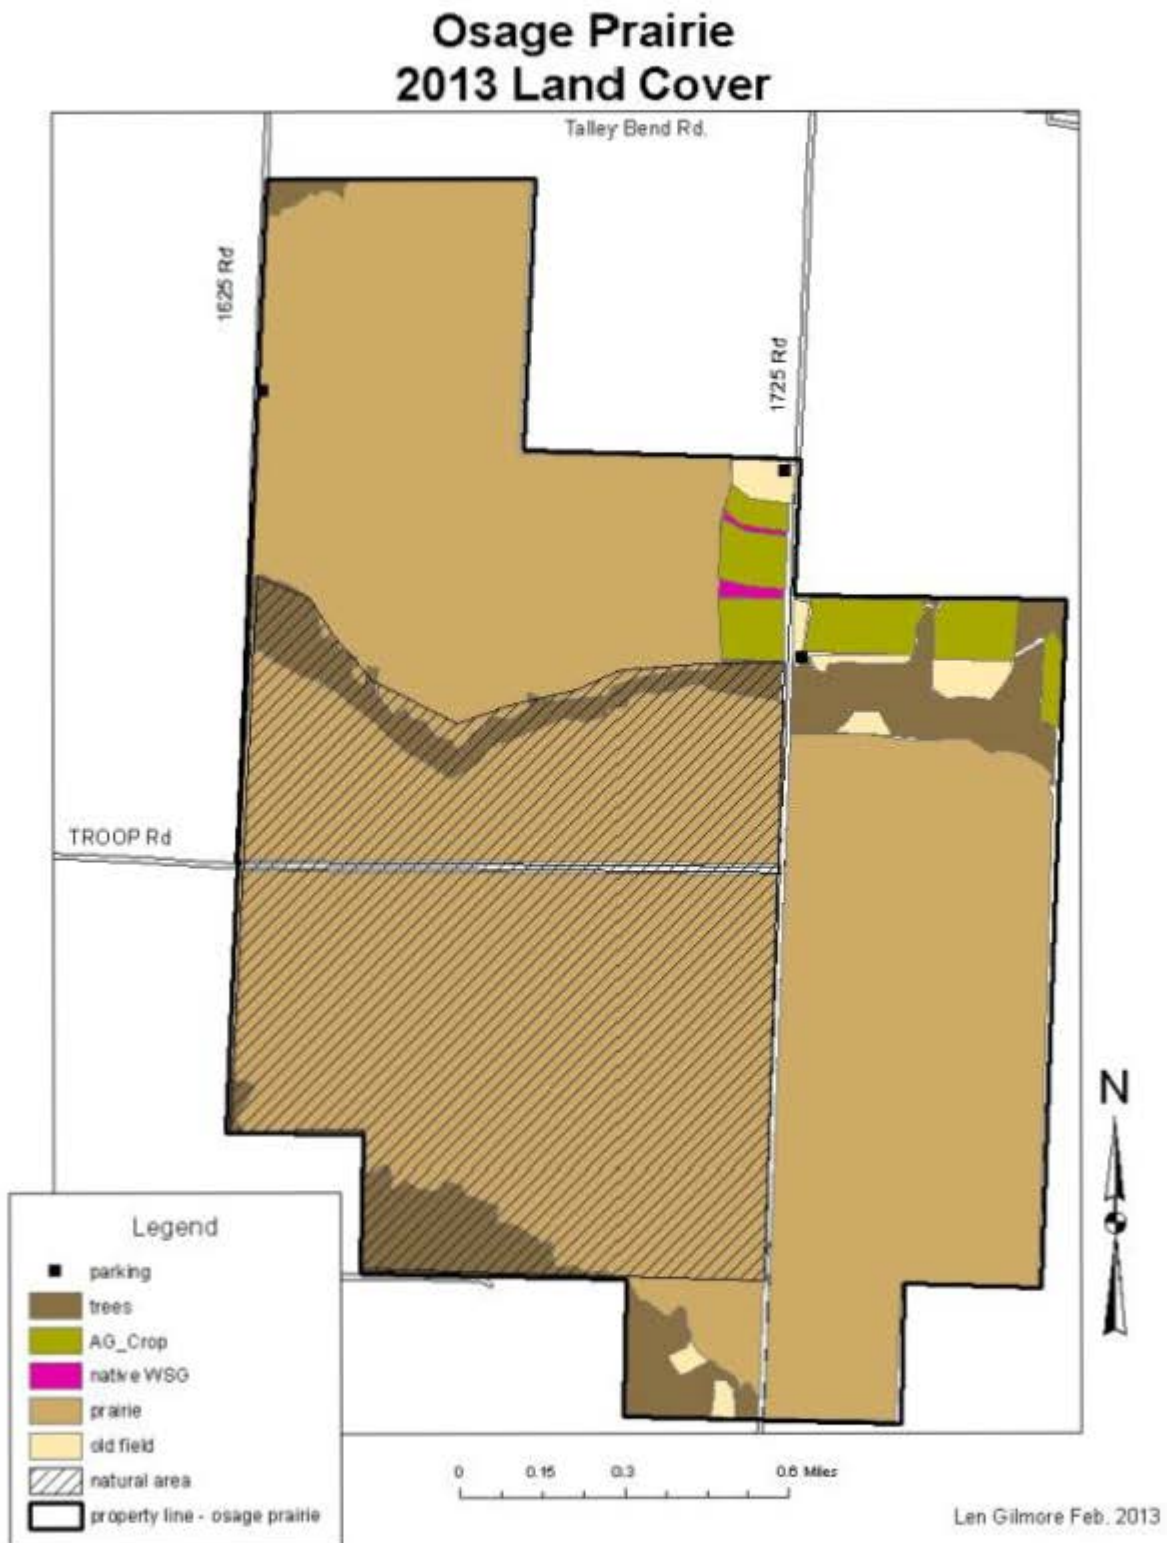 Osage Prairie
2013 Land Cover
Talley Bend Rd.
1625 Rd
1725 Rd
TROOP Rd
N
Legend
parking
trees
AG_Crop
native WSG
prairie
old field
natural area
property line - osage prairie
0 0.15 0.3 0.6 Miles
Len Gilmore Feb. 2013